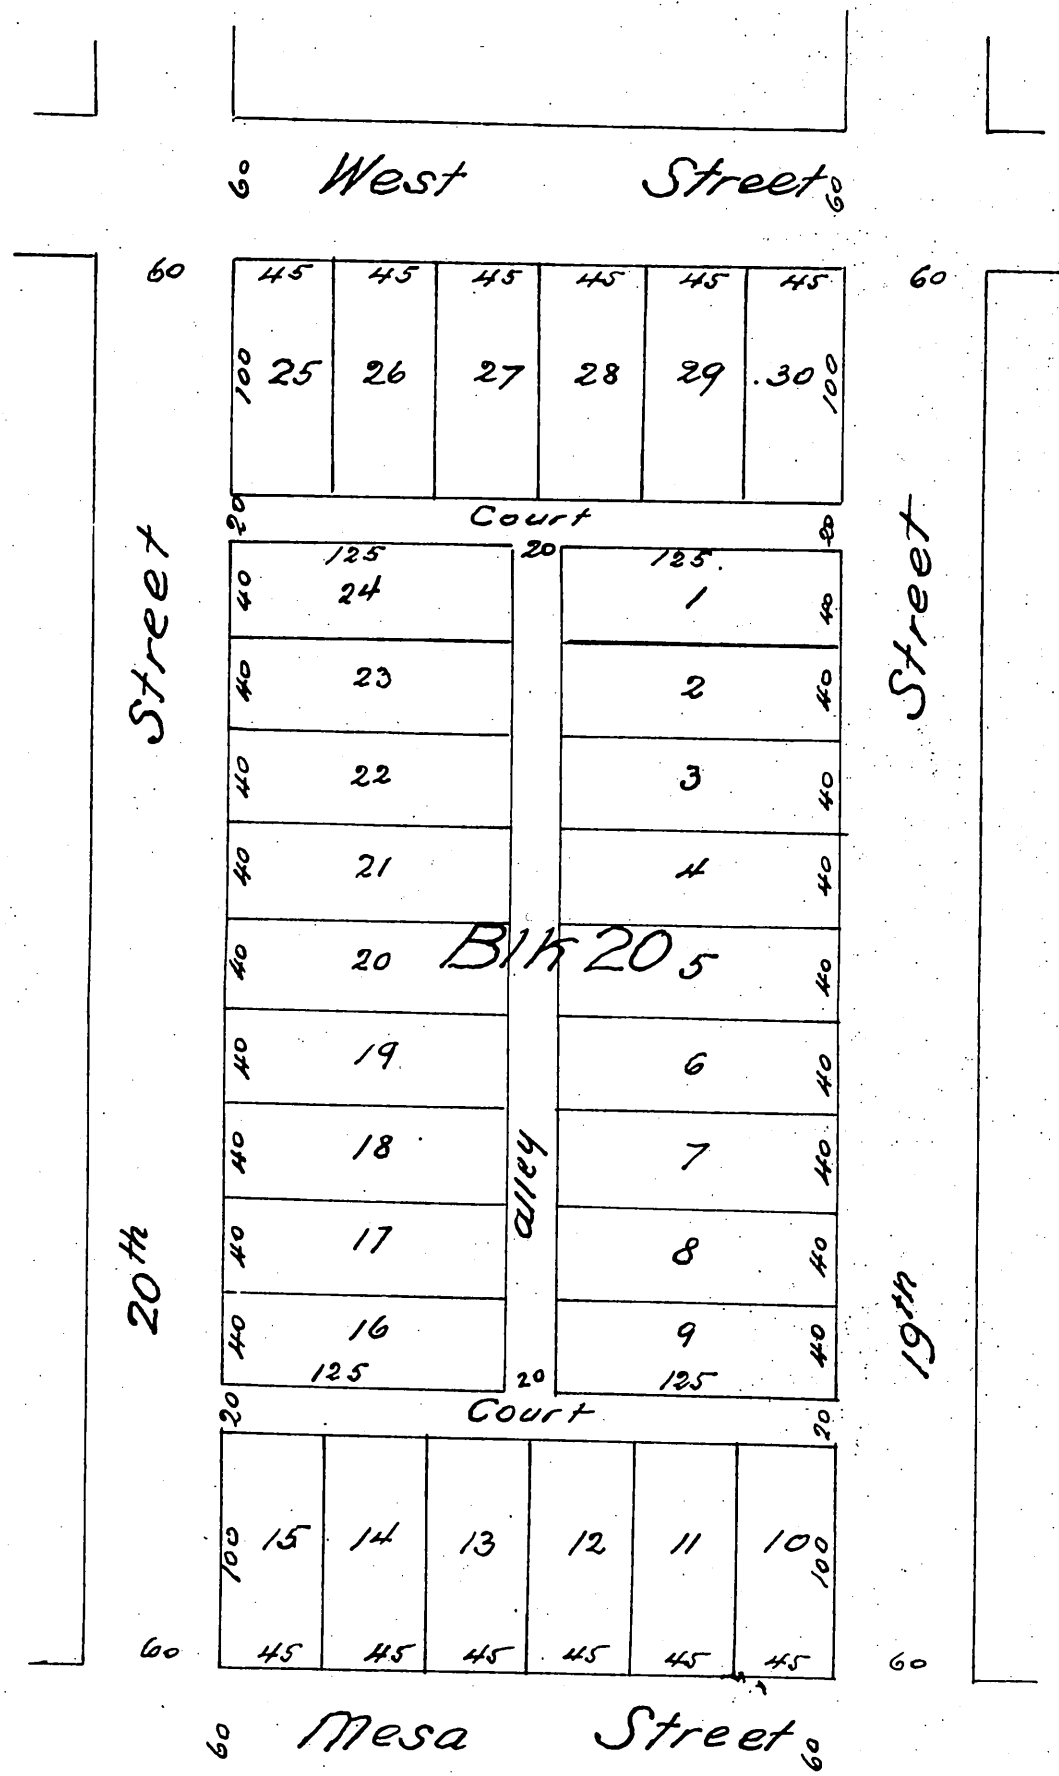 60 West Street 60
60 45 45 45 45 45 45 60
100 25 26 27 28 29 30 100
20 Court 20
125 20 125
40 24 1 40
40 23 2 40
40 22 3 40
40 21 4 40
40 20 Blk 20 5 40
40 19 6 40
40 18 7 40
alley
40 17 8 40
40 16 9 40
125 20 125
20 Court 20
100 15 14 13 12 11 10 100
60 45 45 45 45 45 45 60
60 Mesa Street 60
20th Street
19th Street